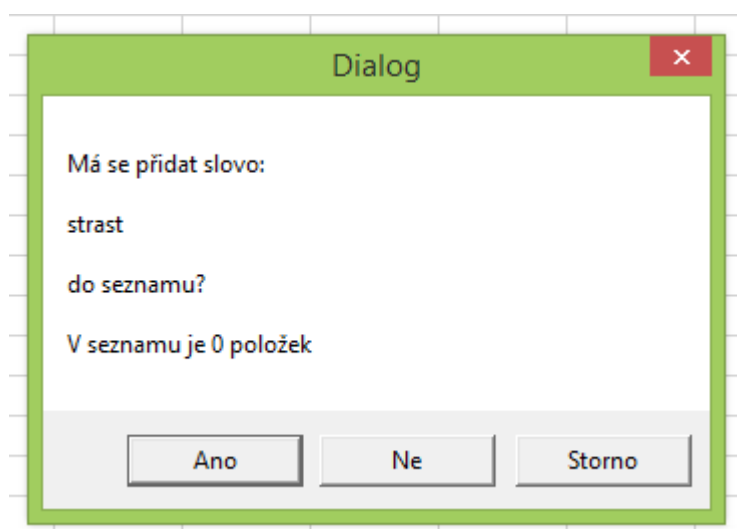 Dialog
Má se přidat slovo:
strast
do seznamu?
V seznamu je 0 položek
Ano Ne Storno